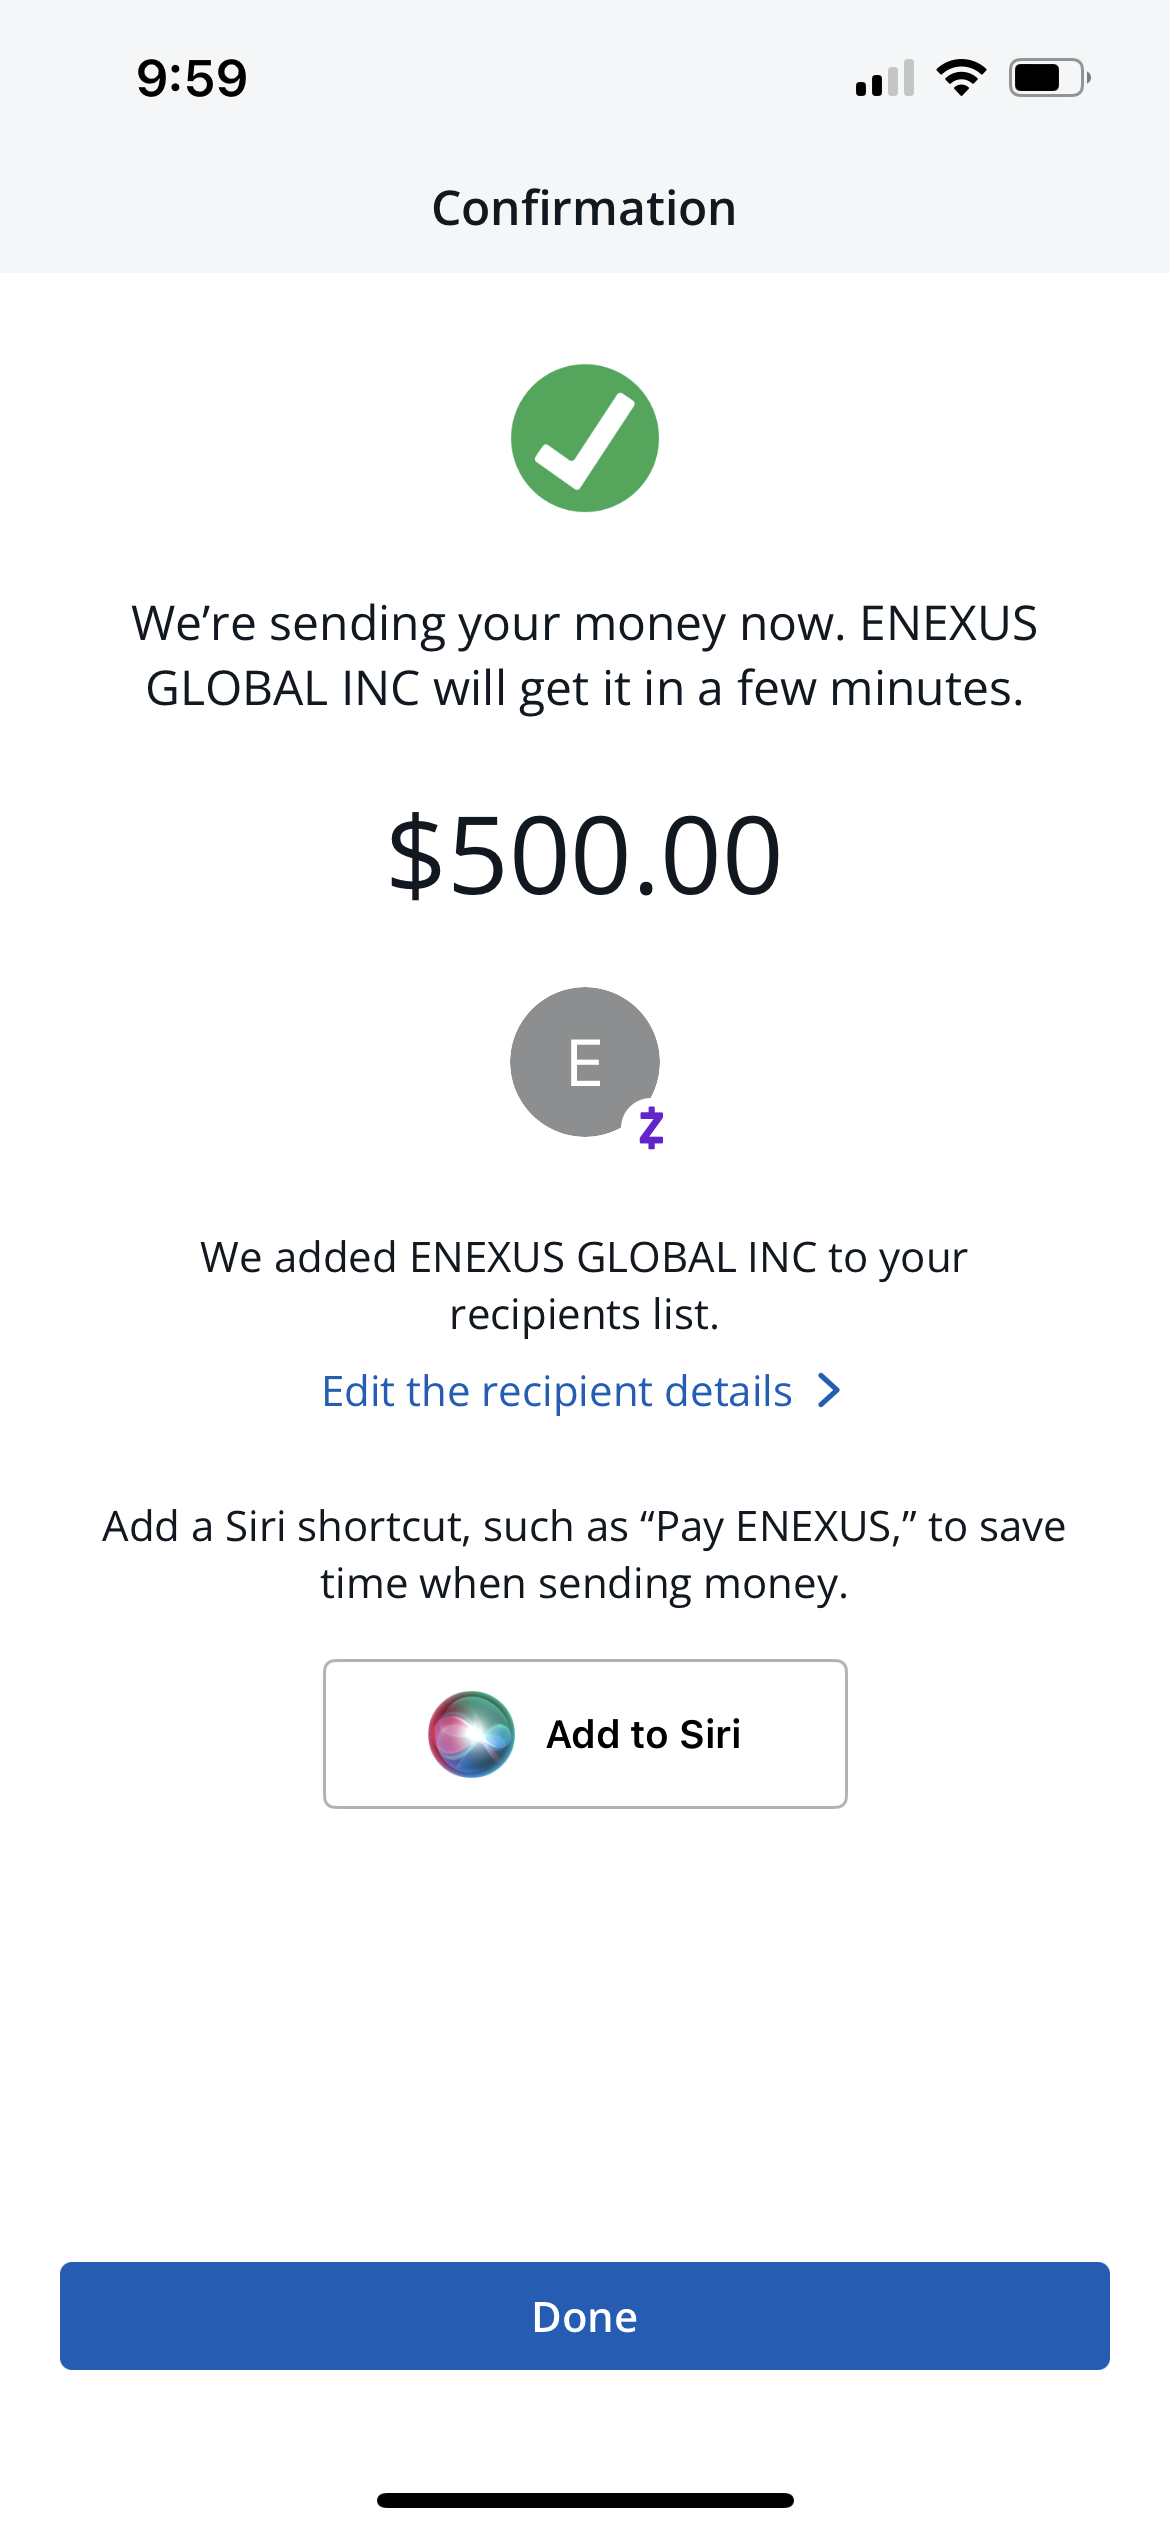 9:59
Confirmation
We’re sending your money now. ENEXUS
GLOBAL INC will get it in a few minutes.
$500.00
E
We added ENEXUS GLOBAL INC to your
recipients list.
Edit the recipient details
Add a Siri shortcut, such as “Pay ENEXUS,” to save
time when sending money.
Add to Siri
Done